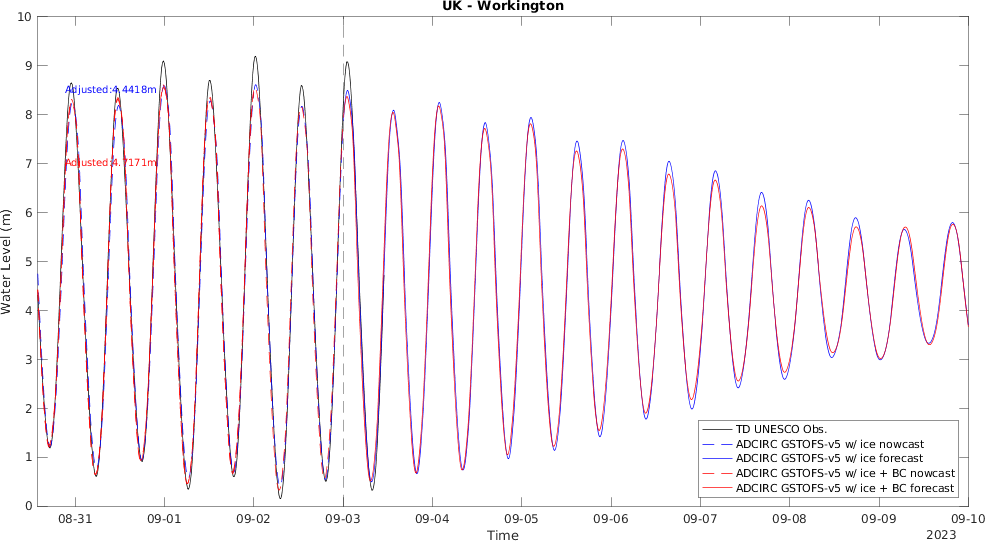 UK - Workington
10
9
8
7
6
5
4
3
2
1
0
Water Level (m)
Adjusted:4.4418m
Adjusted:4.7171m
TD UNESCO Obs.
ADCIRC GSTOFS-v5 w/ ice nowcast
ADCIRC GSTOFS-v5 w/ ice forecast
ADCIRC GSTOFS-v5 w/ ice + BC nowcast
ADCIRC GSTOFS-v5 w/ ice + BC forecast
08-31 09-01 09-02 09-03 09-04 09-05 09-06 09-07 09-08 09-09 09-10
Time
2023